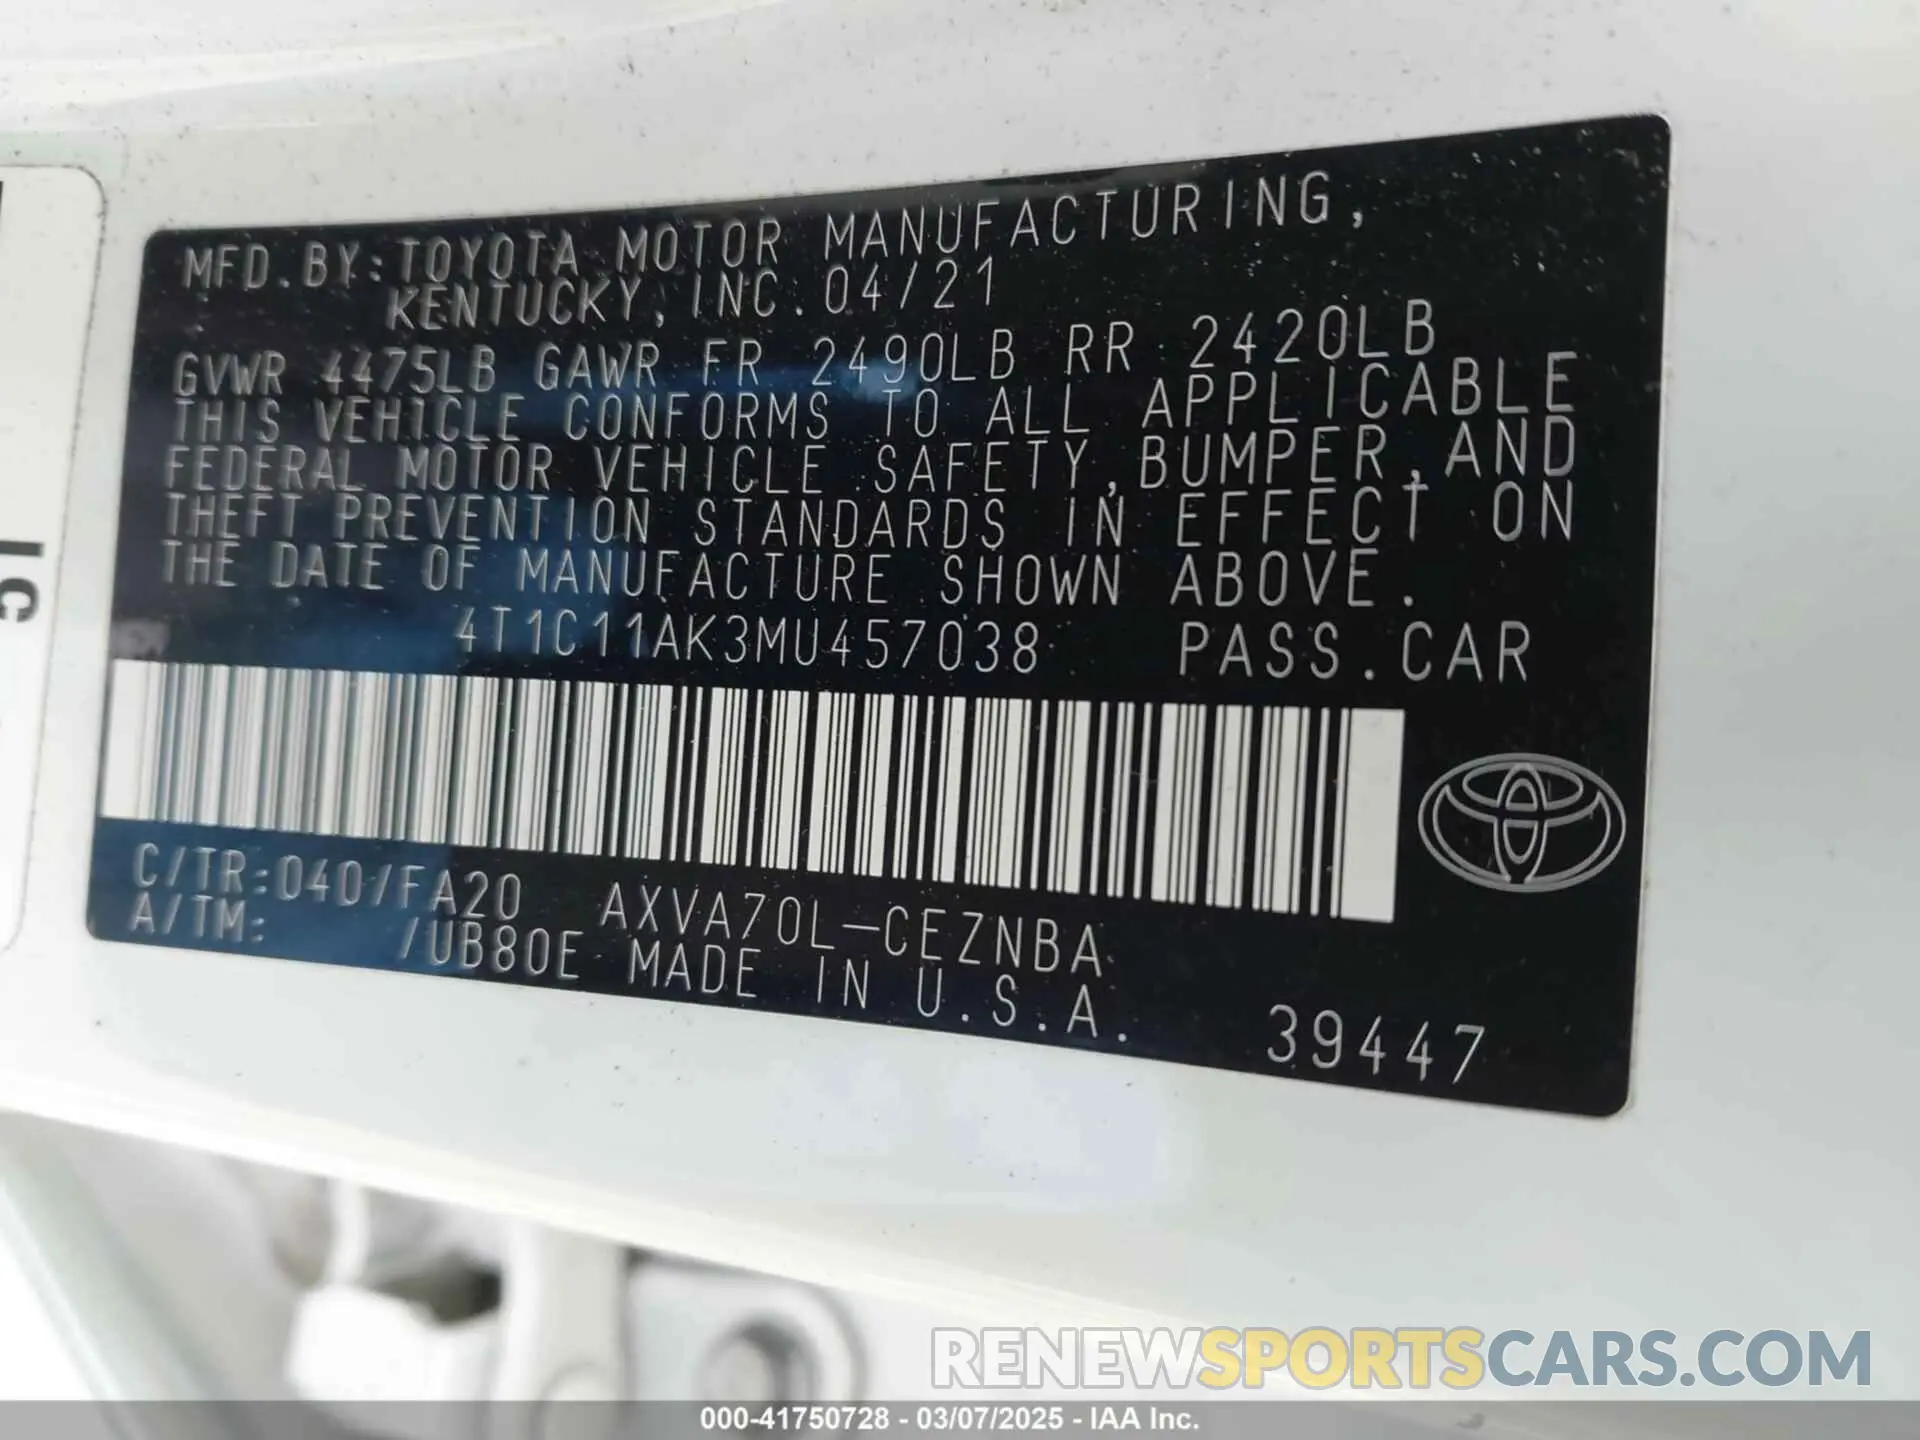 MFD.BY:TOYOTA MOTOR MANUFACTURING,
KENTUCKY, INC. 04/21
GVWR 4475LB GAWR FR 2490LB RR 2420LB
THIS VEHICLE CONFORMS TO ALL APPLICABLE
FEDERAL MOTOR VEHICLE SAFETY,BUMPER,AND
THEFT PREVENTION STANDARDS IN EFFECT ON
THE DATE OF MANUFACTURE SHOWN ABOVE.
4T1C11AK3MU457038 PASS.CAR
C/TR:040/FA20 AXVA70L-CEZNBA
A/TM: /UB80E MADE IN U.S.A.
39447
RENEWSPORTSCARS.COM
000-41750728 - 03/07/2025 - IAA Inc.